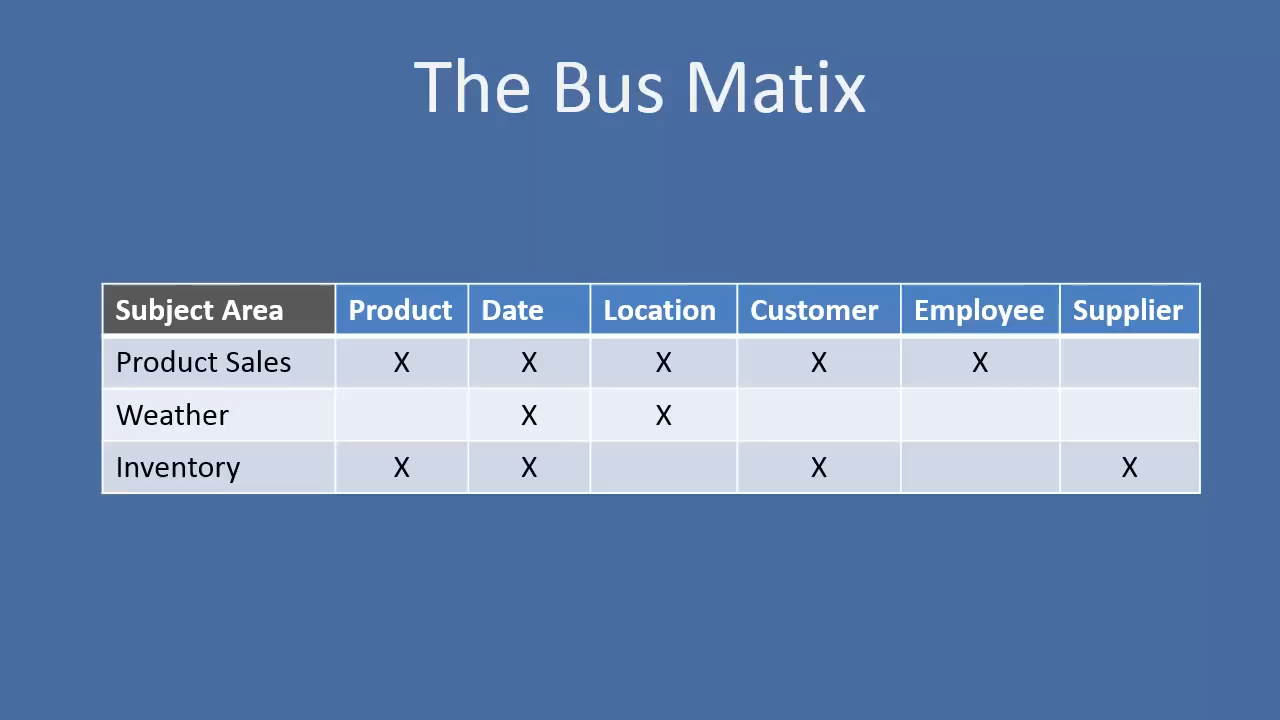 The Bus Matix
Subject Area Product Date Location Customer Employee Supplier
Product Sales X X X X X
Weather X X
Inventory X X X X